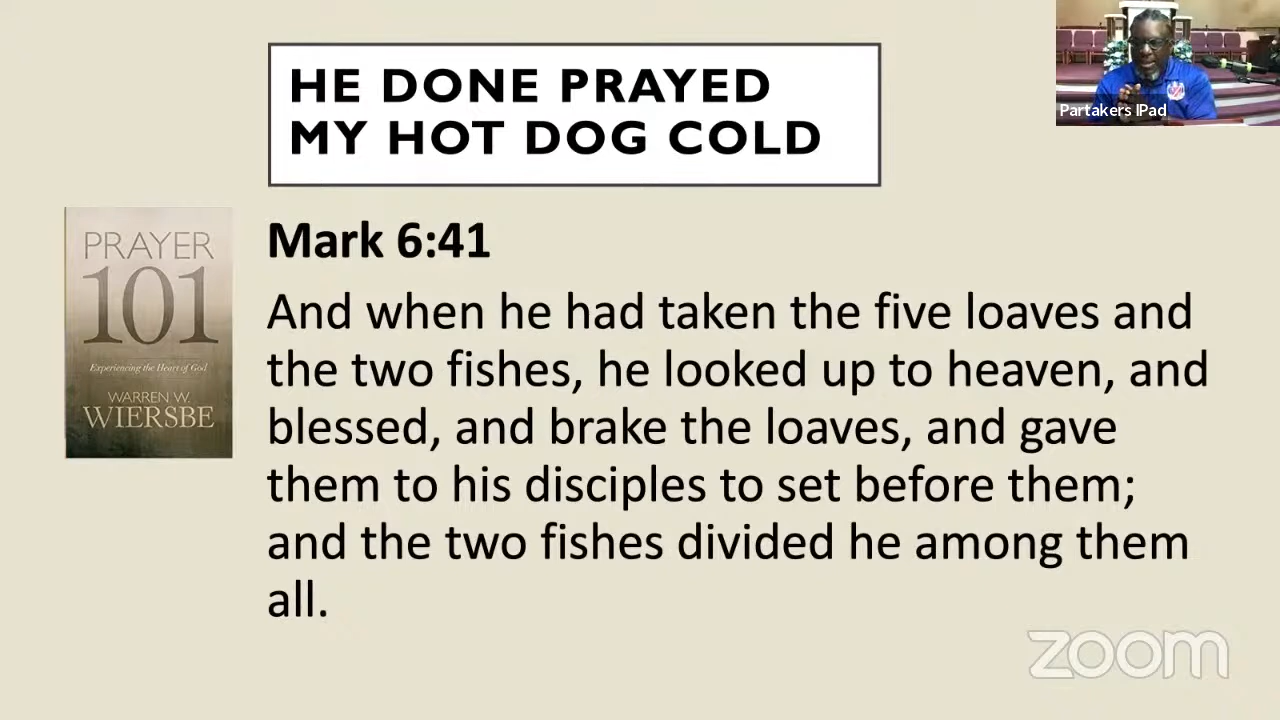 HE DONE PRAYED
MY HOT DOG COLD
Partakers IPad
PRAYER
101
Experiencing the Heart of God
WARREN W.
WIERSBE
Mark 6:41
And when he had taken the five loaves and
the two fishes, he looked up to heaven, and
blessed, and brake the loaves, and gave
them to his disciples to set before them;
and the two fishes divided he among them
all.
zoom